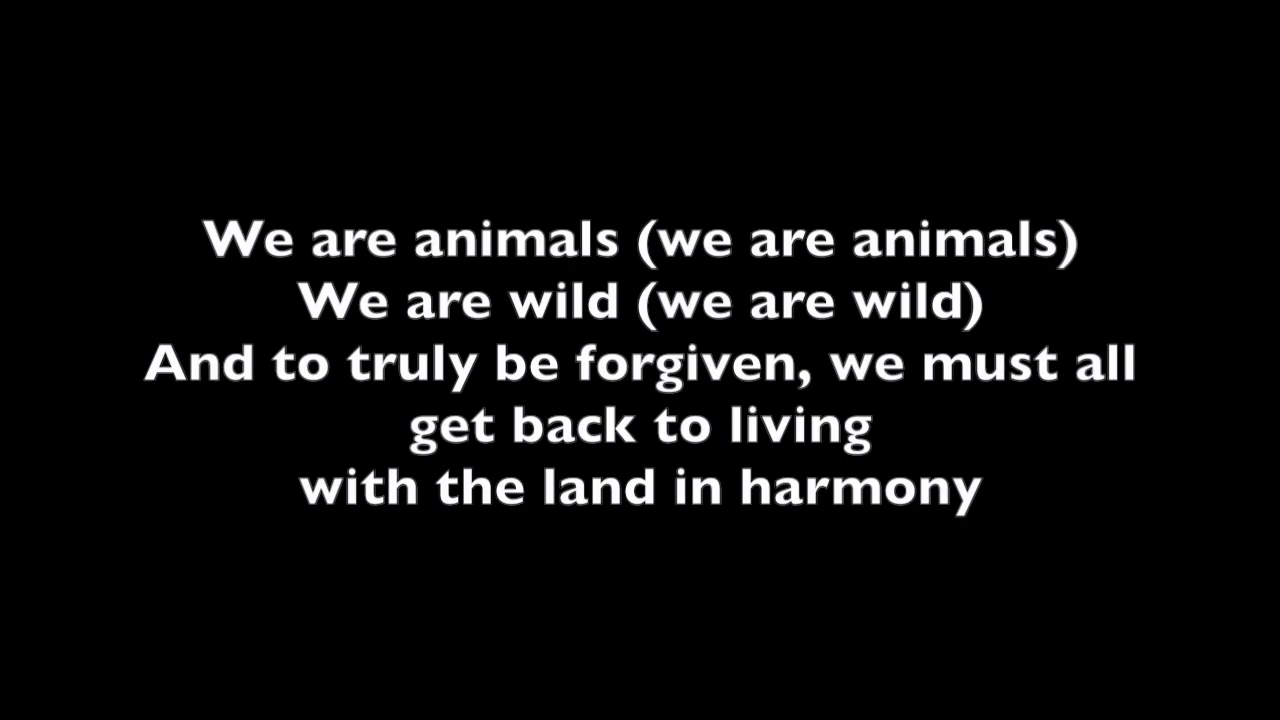 We are animals (we are animals)
We are wild (we are wild)
And to truly be forgiven, we must all
get back to living
with the land in harmony